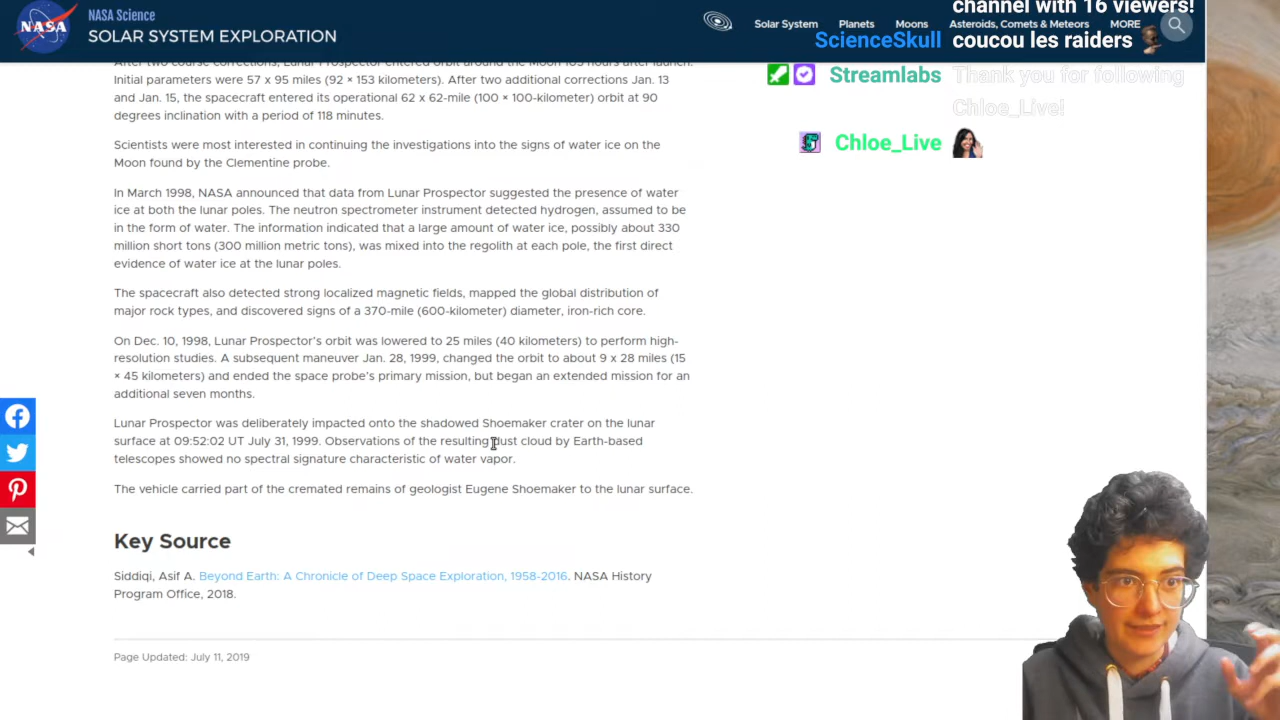 NASA
NASA Science
SOLAR SYSTEM EXPLORATION
Solar System
Planets
Moons
Asteroids, Comets & Meteors
MORE
channel with 16 viewers!
ScienceSkull coucou les raiders
Streamlabs Thank you for following
Chloe_Live!
Chloe_Live
After two course corrections, Lunar Prospector entered orbit around the Moon 105 hours after launch.
Initial parameters were 57 x 95 miles (92 × 153 kilometers). After two additional corrections Jan. 13
and Jan. 15, the spacecraft entered its operational 62 x 62-mile (100 × 100-kilometer) orbit at 90
degrees inclination with a period of 118 minutes.
Scientists were most interested in continuing the investigations into the signs of water ice on the
Moon found by the Clementine probe.
In March 1998, NASA announced that data from Lunar Prospector suggested the presence of water
ice at both the lunar poles. The neutron spectrometer instrument detected hydrogen, assumed to be
in the form of water. The information indicated that a large amount of water ice, possibly about 330
million short tons (300 million metric tons), was mixed into the regolith at each pole, the first direct
evidence of water ice at the lunar poles.
The spacecraft also detected strong localized magnetic fields, mapped the global distribution of
major rock types, and discovered signs of a 370-mile (600-kilometer) diameter, iron-rich core.
On Dec. 10, 1998, Lunar Prospector’s orbit was lowered to 25 miles (40 kilometers) to perform high-
resolution studies. A subsequent maneuver Jan. 28, 1999, changed the orbit to about 9 x 28 miles (15
× 45 kilometers) and ended the space probe’s primary mission, but began an extended mission for an
additional seven months.
Lunar Prospector was deliberately impacted onto the shadowed Shoemaker crater on the lunar
surface at 09:52:02 UT July 31, 1999. Observations of the resulting dust cloud by Earth-based
telescopes showed no spectral signature characteristic of water vapor.
The vehicle carried part of the cremated remains of geologist Eugene Shoemaker to the lunar surface.
Key Source
Siddiqi, Asif A. Beyond Earth: A Chronicle of Deep Space Exploration, 1958-2016. NASA History
Program Office, 2018.
Page Updated: July 11, 2019